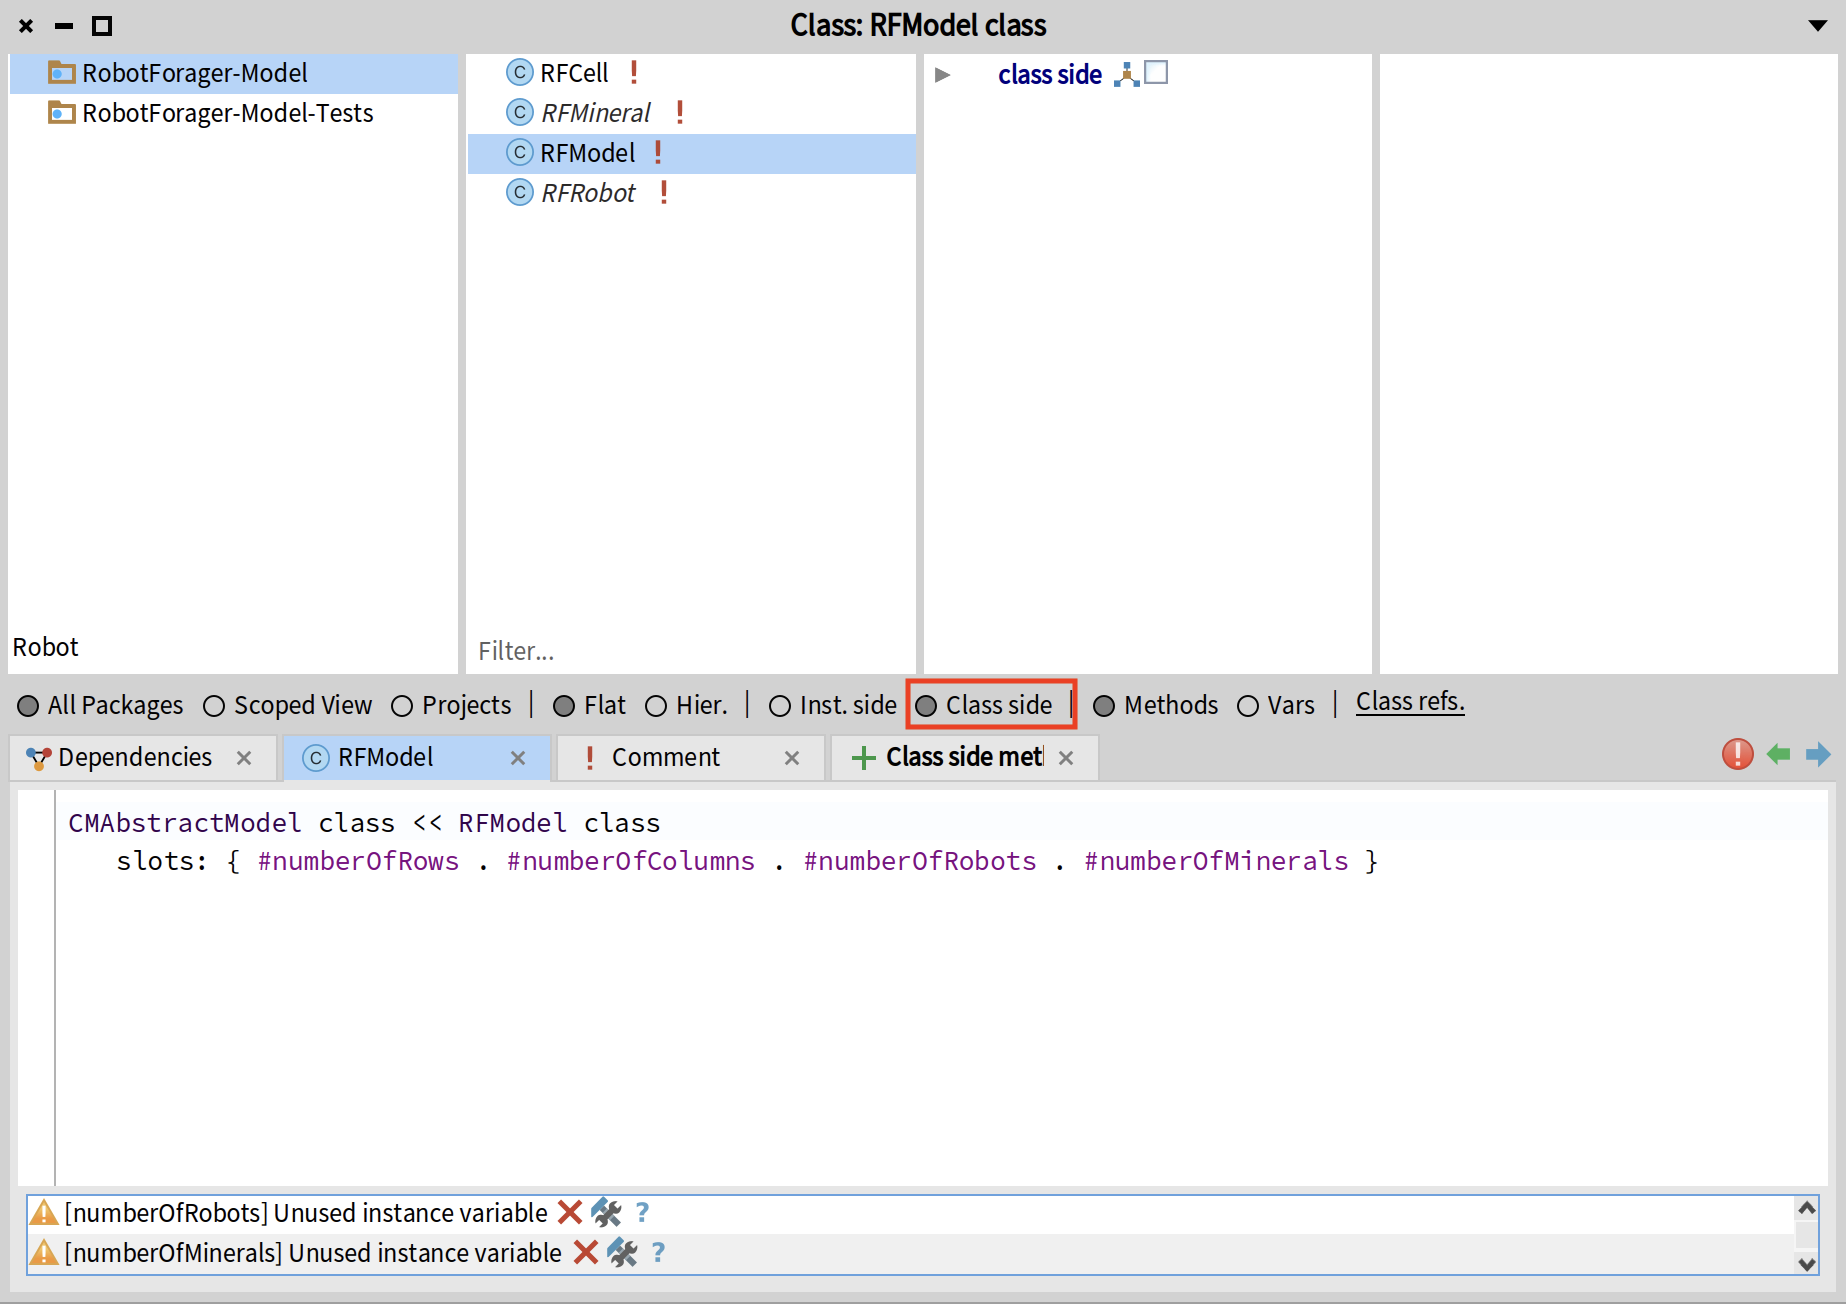 Class: RFModel class
RobotForager-Model
RobotForager-Model-Tests
Robot
RFCell
RFMineral
RFModel
RFRobot
Filter...
class side
All Packages Scoped View Projects | Flat Hier. | Inst. side Class side | Methods Vars | Class refs.
Dependencies RFModel Comment Class side met
CMAbstractModel class << RFModel class
slots: { #numberOfRows . #numberOfColumns . #numberOfRobots . #numberOfMinerals }
[numberOfRobots] Unused instance variable ?
[numberOfMinerals] Unused instance variable ?